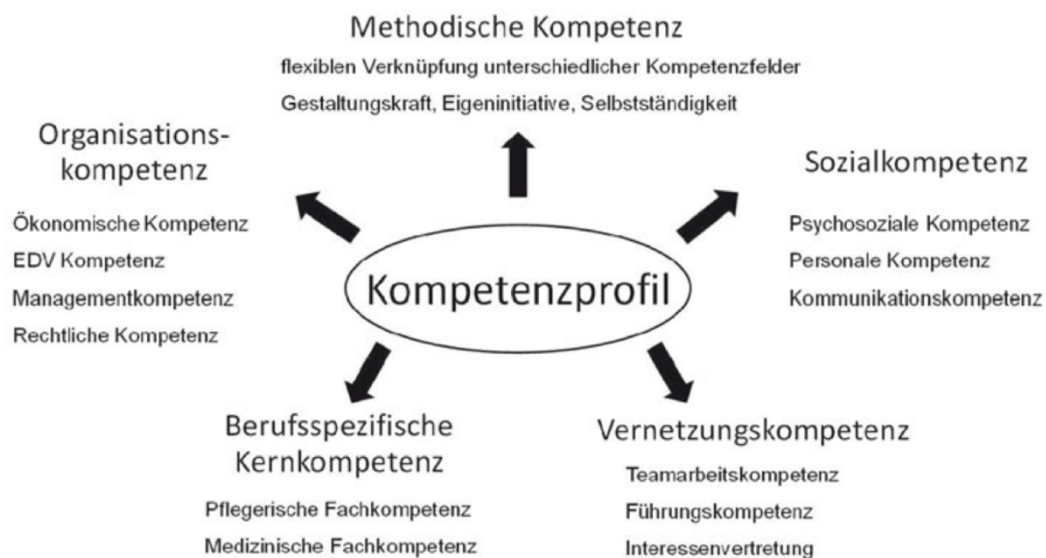 Methodische Kompetenz
flexiblen Verknüpfung unterschiedlicher Kompetenzfelder
Gestaltungskraft, Eigeninitiative, Selbstständigkeit
Organisations-
kompetenz
Ökonomische Kompetenz
EDV Kompetenz
Managementkompetenz
Rechtliche Kompetenz
Sozialkompetenz
Psychosoziale Kompetenz
Personale Kompetenz
Kommunikationskompetenz
Kompetenzprofil
Berufsspezifische
Kernkompetenz
Pflegerische Fachkompetenz
Medizinische Fachkompetenz
Vernetzungskompetenz
Teamarbeitskompetenz
Führungskompetenz
Interessenvertretung